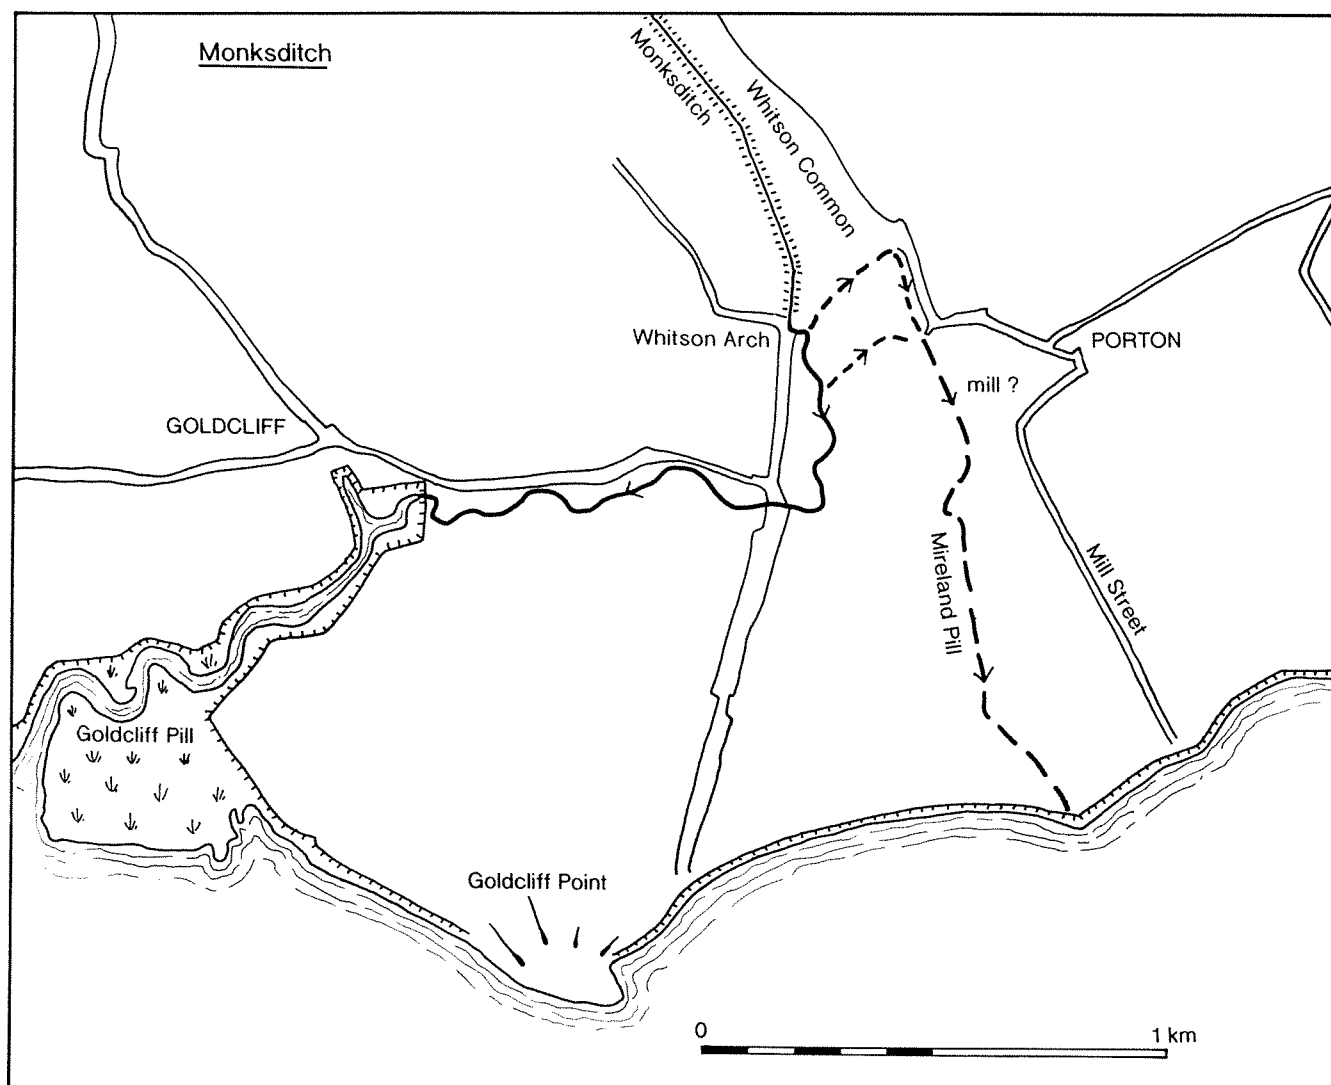 Monksditch
Monksditch
Whitson Common
Whitson Arch
PORTON
mill ?
GOLDCLIFF
Mill Street
Mireland Pill
Goldcliff Pill
Goldcliff Point
0
1 km